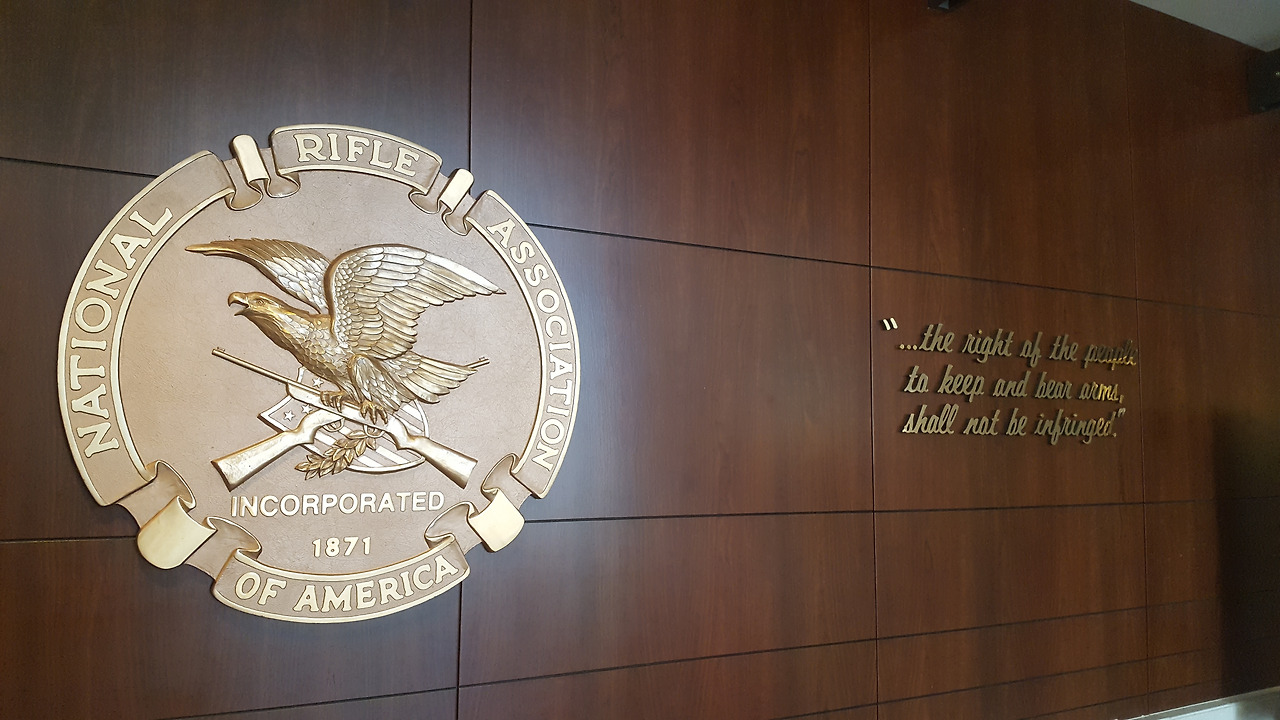 NATIONAL
RIFLE
ASSOCIATION
INCORPORATED
1871
OF AMERICA
"...the right of the people
to keep and bear arms,
shall not be infringed."